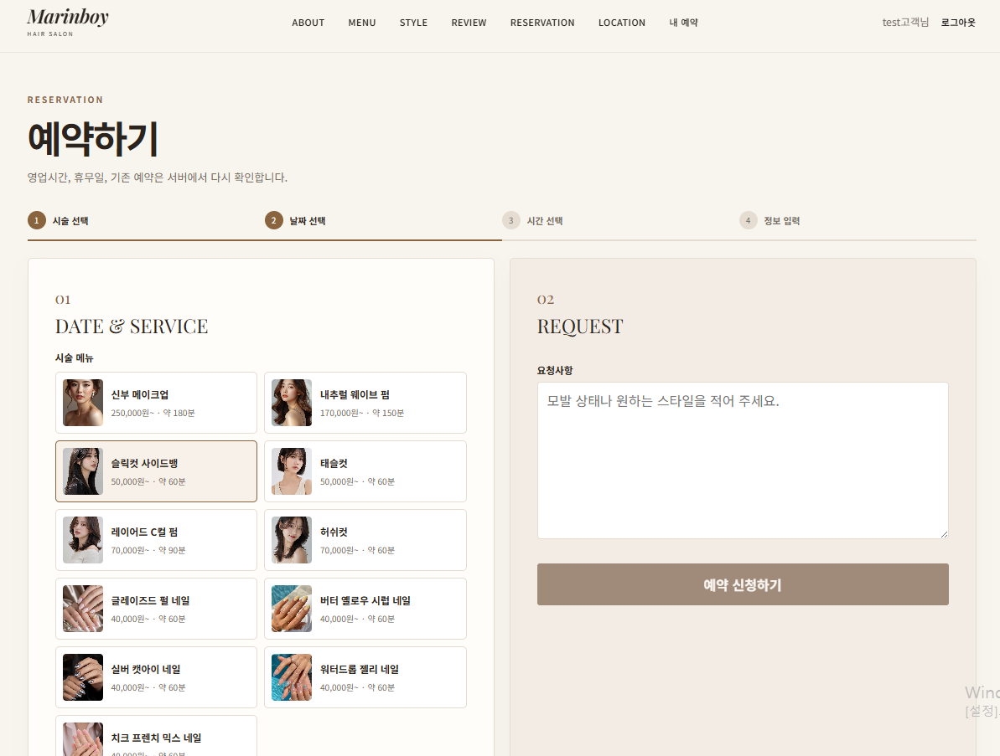 Marinboy
HAIR SALON
ABOUT MENU STYLE REVIEW RESERVATION LOCATION 내 예약
test고객님 로그아웃
RESERVATION
예약하기
영업시간, 휴무일, 기존 예약은 서버에서 다시 확인합니다.
1 시술 선택
2 날짜 선택
3 시간 선택
4 정보 입력
01
DATE & SERVICE
시술 메뉴
신부 메이크업
250,000원~ · 약 180분
내추럴 웨이브 펌
170,000원~ · 약 150분
슬릭컷 사이드뱅
50,000원~ · 약 60분
태슬컷
50,000원~ · 약 60분
레이어드 C컬 펌
70,000원~ · 약 90분
허쉬컷
70,000원~ · 약 60분
글레이즈드 펄 네일
40,000원~ · 약 60분
버터 옐로우 시럽 네일
40,000원~ · 약 60분
실버 캣아이 네일
40,000원~ · 약 60분
워터드롭 젤리 네일
40,000원~ · 약 60분
치크 프렌치 믹스 네일
40,000원~ · 약 60분
02
REQUEST
요청사항
모발 상태나 원하는 스타일을 적어 주세요.
예약 신청하기
Wind
[설정]